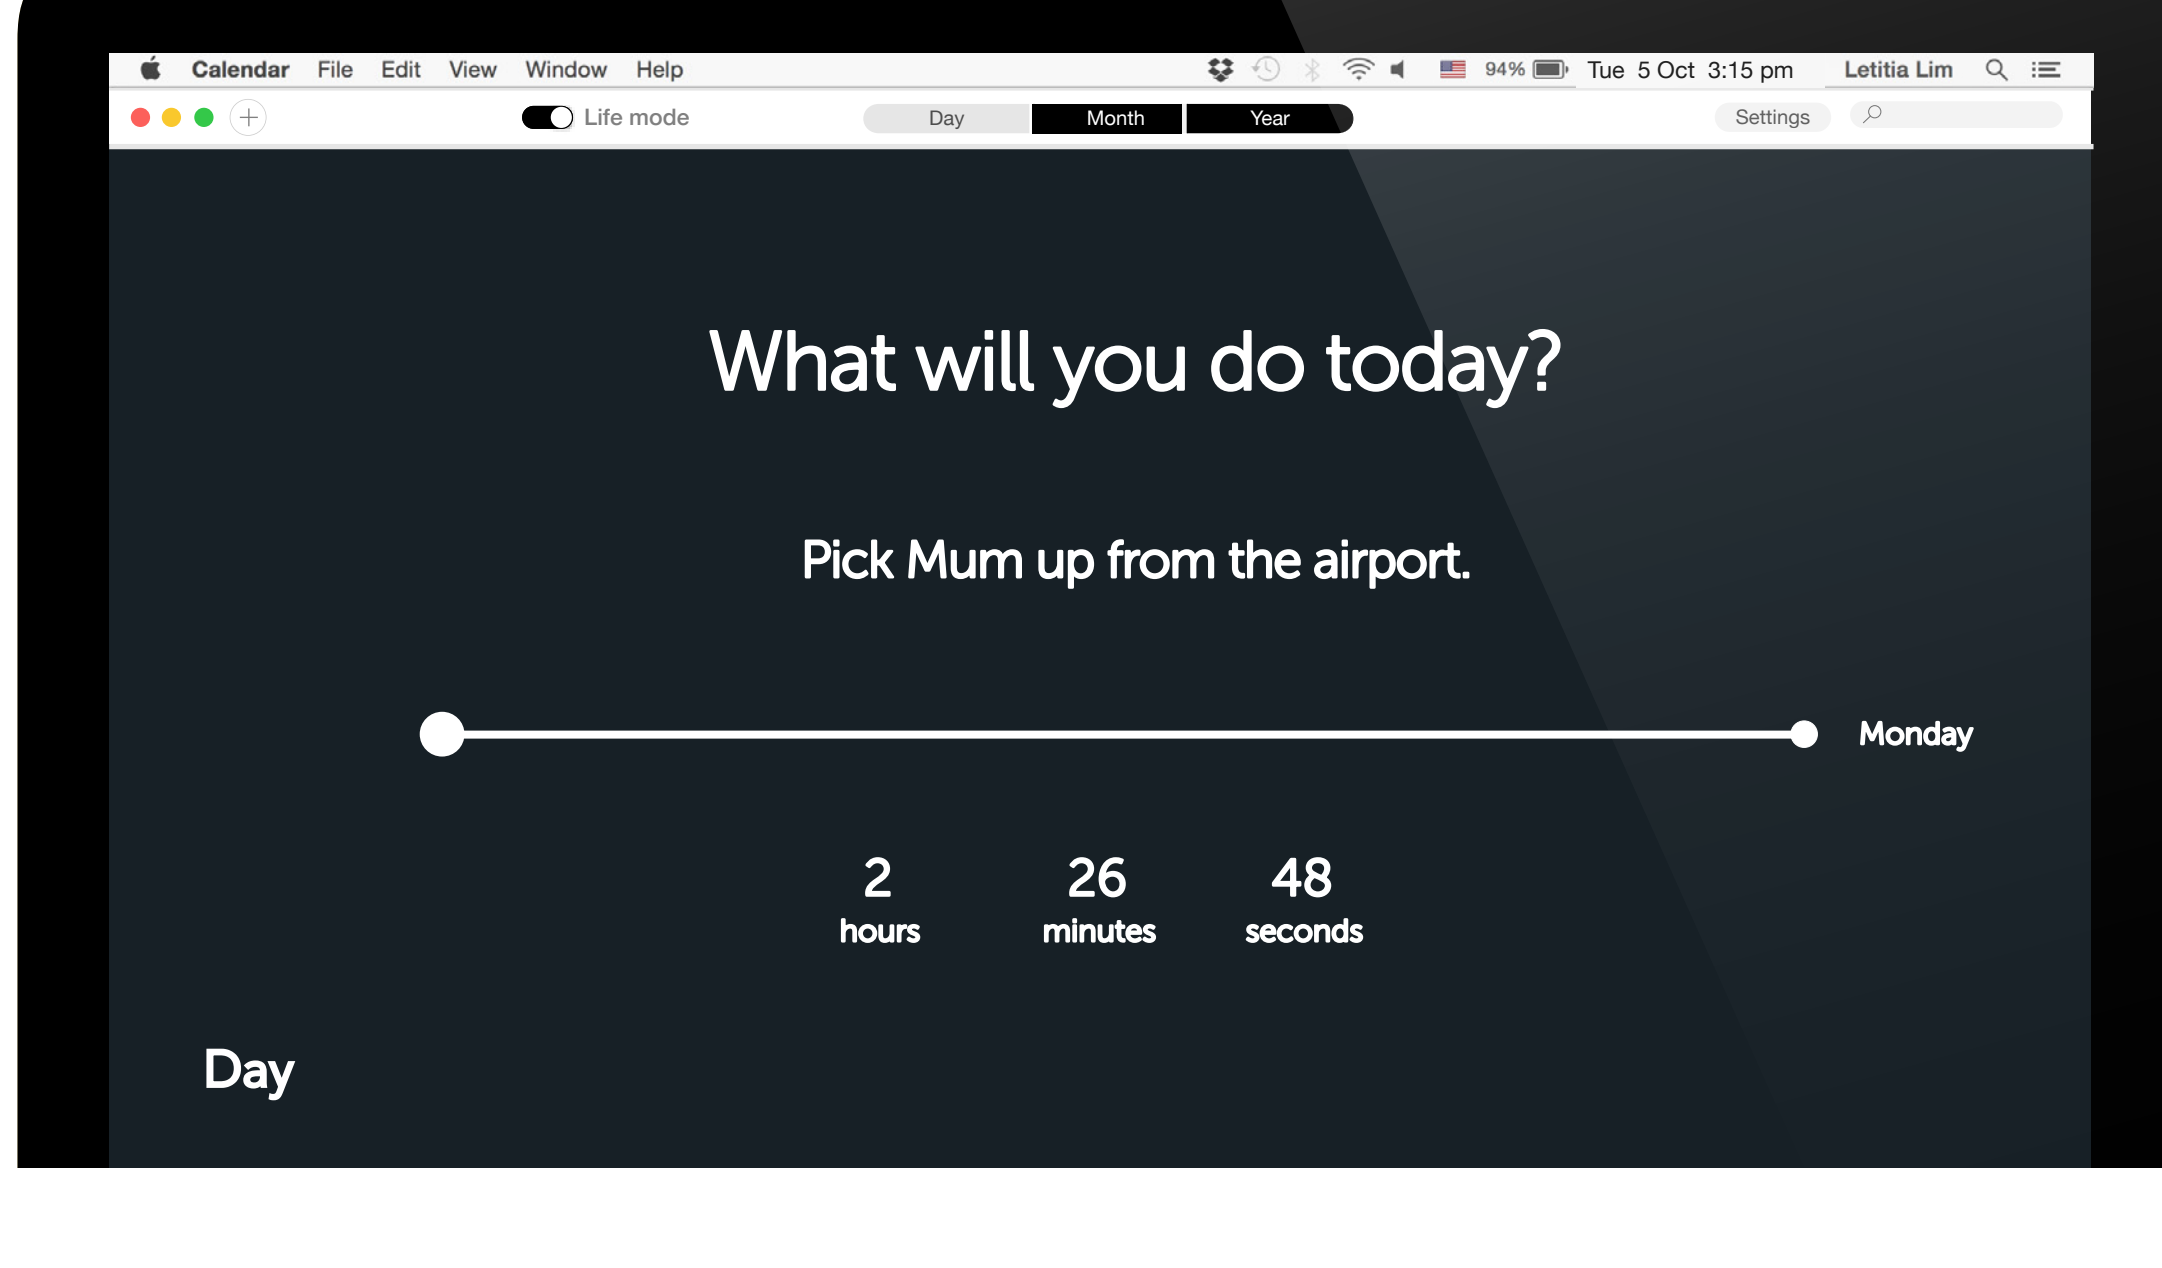 Calendar File Edit View Window Help 94% Tue 5 Oct 3:15 pm Letitia Lim
Life mode Day Month Year Settings
What will you do today?
Pick Mum up from the airport.
Monday
2 26 48
hours minutes seconds
Day